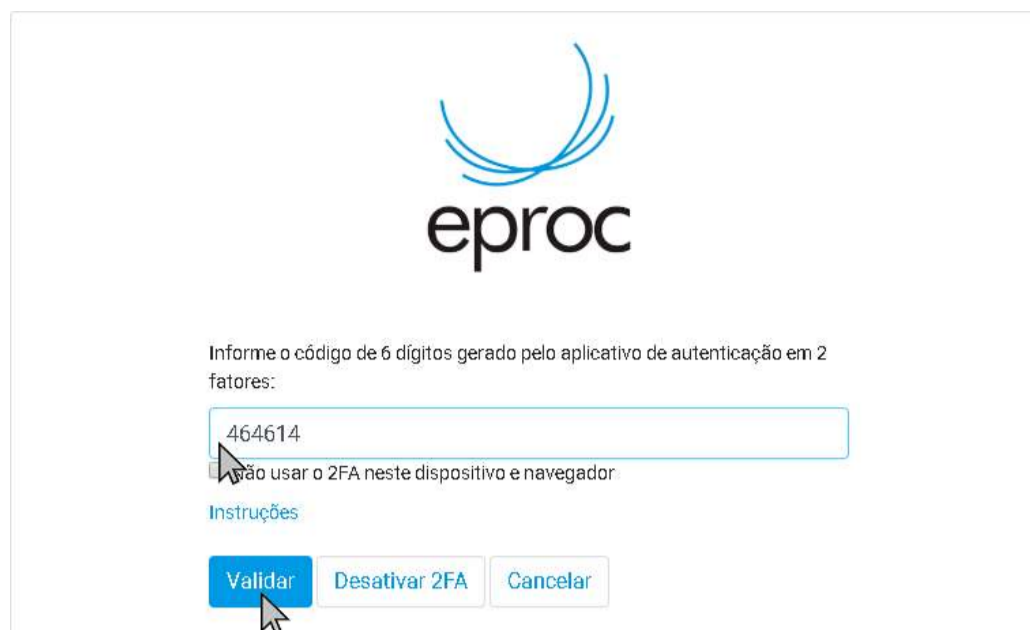 eproc
Informe o código de 6 dígitos gerado pelo aplicativo de autenticação em 2
fatores:
464614
Não usar o 2FA neste dispositivo e navegador
Instruções
Validar Desativar 2FA Cancelar